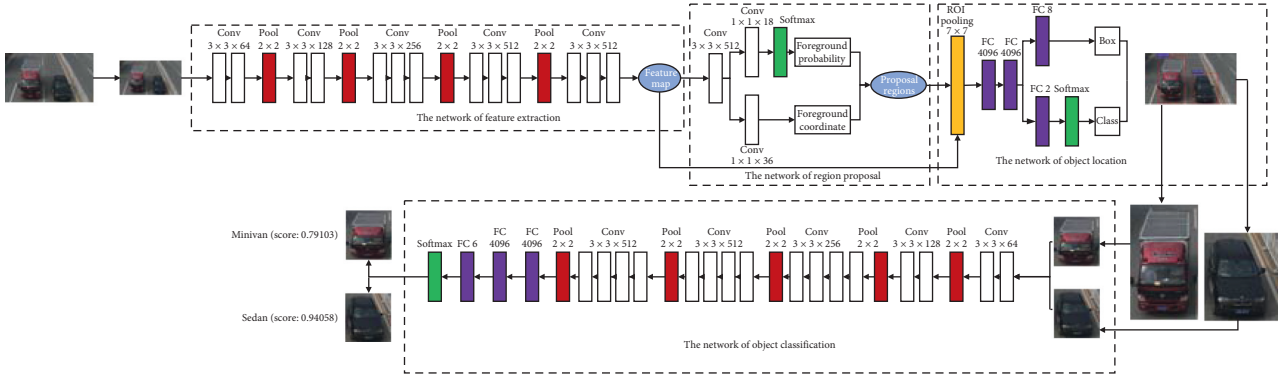 Conv
3 × 3 × 64
Pool
2 × 2
Conv
3 × 3 × 128
Pool
2 × 2
Conv
3 × 3 × 256
Pool
2 × 2
Conv
3 × 3 × 512
Pool
2 × 2
Conv
3 × 3 × 512
Feature
map
The network of feature extraction
Conv
3 × 3 × 512
Conv
1 × 1 × 18
Softmax
Foreground
probability
Foreground
coordinate
Conv
1 × 1 × 36
Proposal
regions
The network of region proposal
ROI
pooling
7 × 7
FC
4096
FC
4096
FC 8
Box
FC 2
Softmax
Class
The network of object location
Minivan (score: 0.79103)
Sedan (score: 0.94058)
Softmax
FC 6
FC
4096
FC
4096
Pool
2 × 2
Conv
3 × 3 × 512
Pool
2 × 2
Conv
3 × 3 × 512
Pool
2 × 2
Conv
3 × 3 × 256
Pool
2 × 2
Conv
3 × 3 × 128
Pool
2 × 2
Conv
3 × 3 × 64
The network of object classification